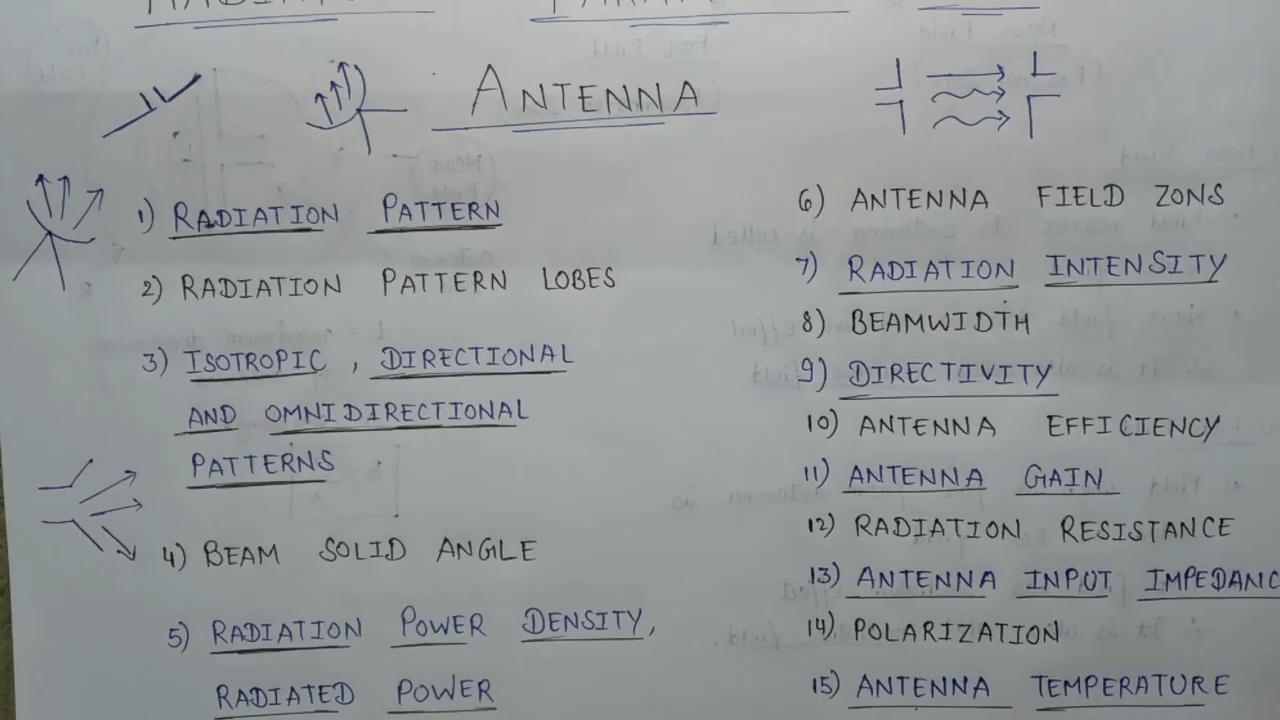 ANTENNA
1) RADIATION PATTERN
2) RADIATION PATTERN LOBES
3) ISOTROPIC, DIRECTIONAL
AND OMNIDIRECTIONAL
PATTERNS
4) BEAM SOLID ANGLE
5) RADIATION POWER DENSITY,
RADIATED POWER
6) ANTENNA FIELD ZONS
7) RADIATION INTENSITY
8) BEAMWIDTH
9) DIRECTIVITY
10) ANTENNA EFFICIENCY
11) ANTENNA GAIN
12) RADIATION RESISTANCE
13) ANTENNA INPUT IMPEDANC
14) POLARIZATION
15) ANTENNA TEMPERATURE